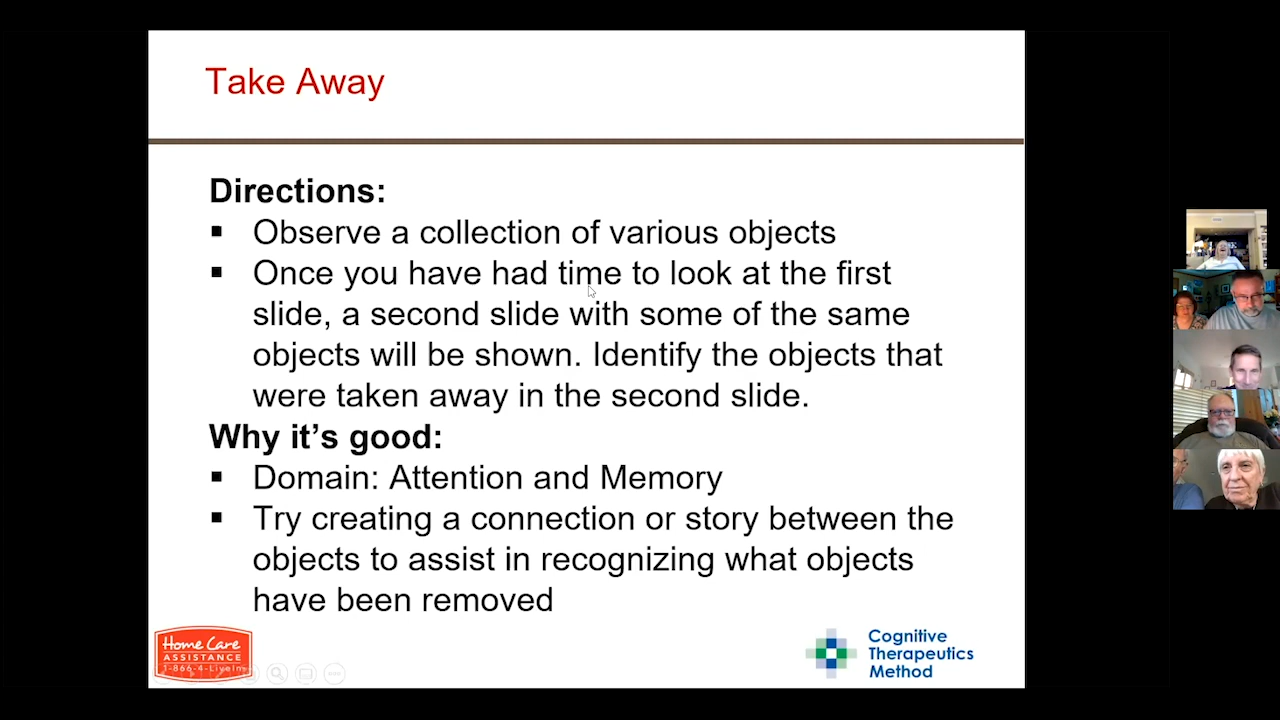 Take Away
Directions:
▪ Observe a collection of various objects
▪ Once you have had time to look at the first
slide, a second slide with some of the same
objects will be shown. Identify the objects that
were taken away in the second slide.
Why it's good:
▪ Domain: Attention and Memory
▪ Try creating a connection or story between the
objects to assist in recognizing what objects
have been removed
Home Care
ASSISTANCE
1-866-4-LiveIn
Cognitive
Therapeutics
Method